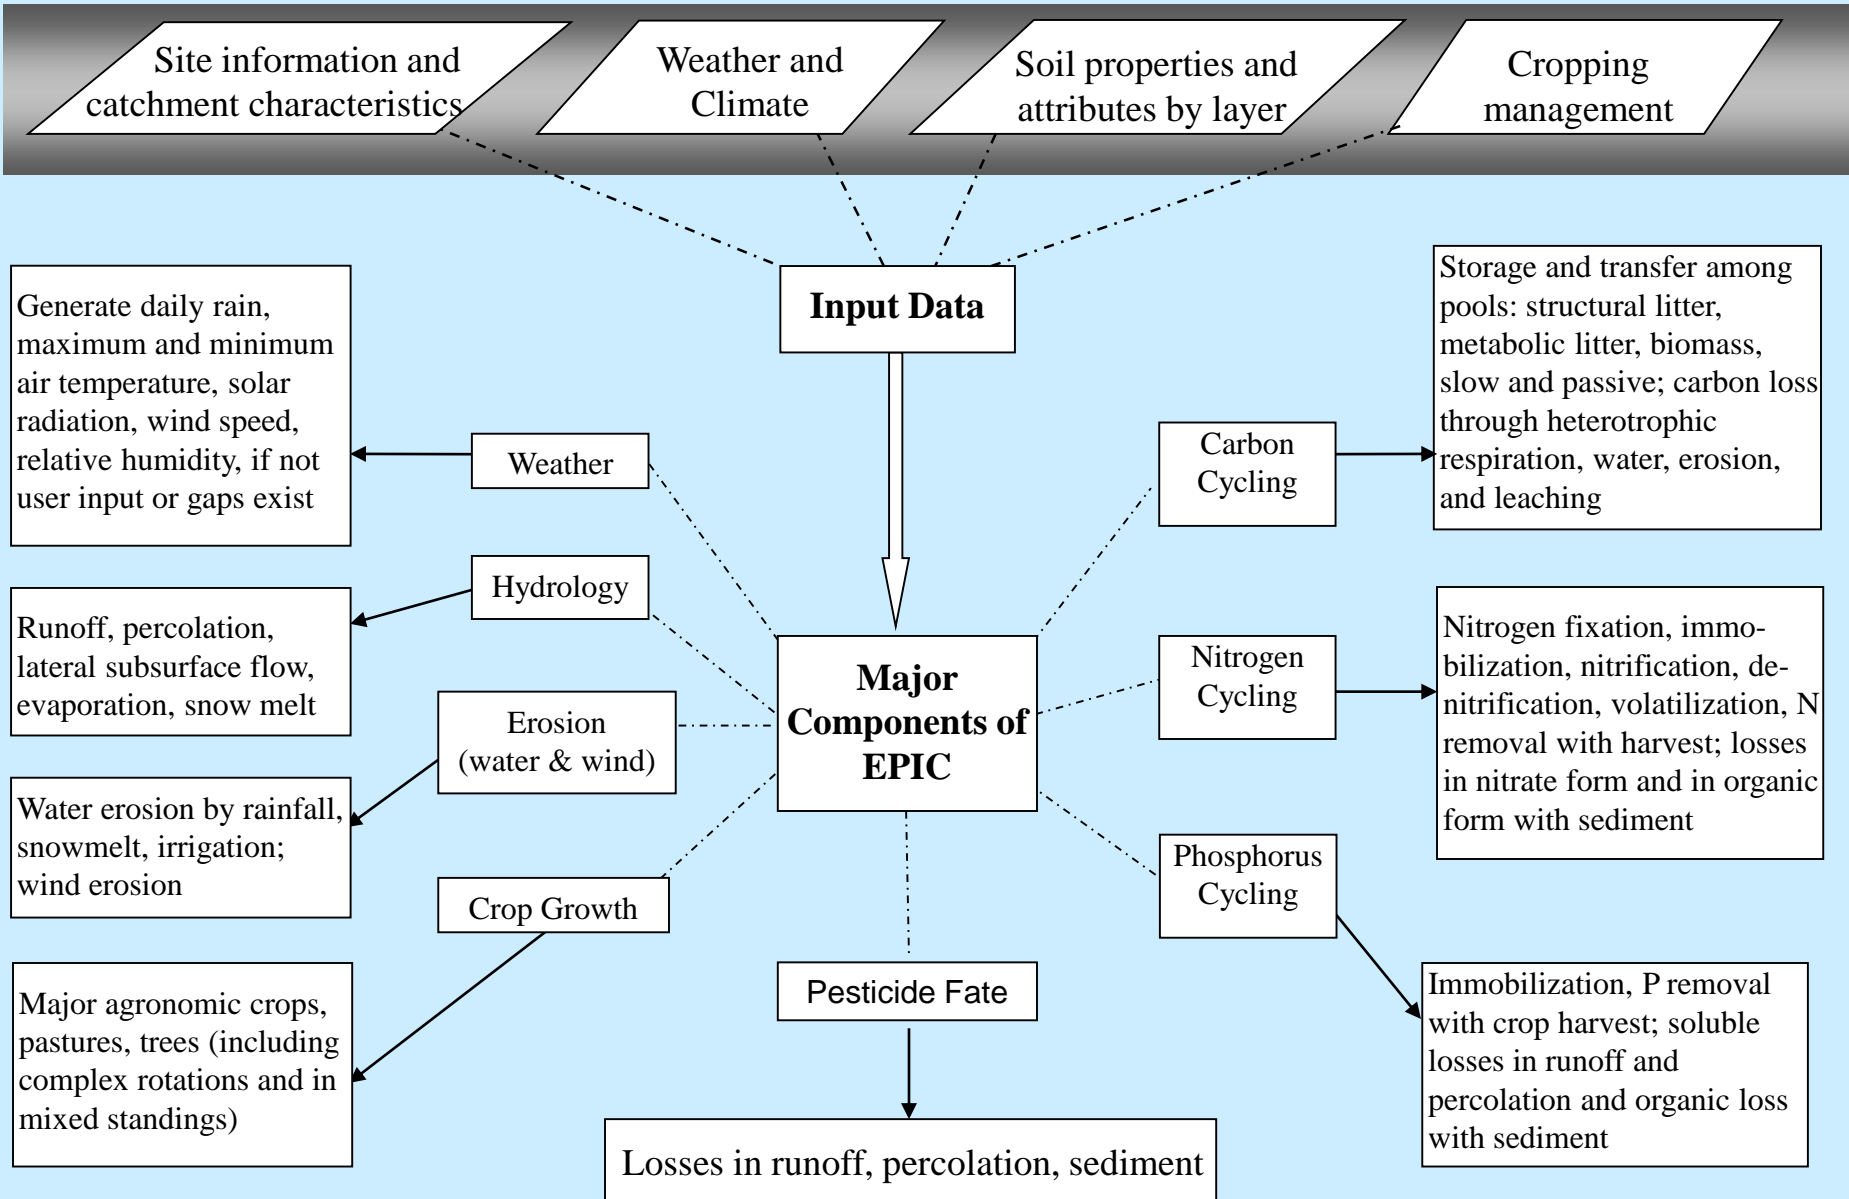 Site information and
catchment characteristics
Weather and
Climate
Soil properties and
attributes by layer
Cropping
management
Input Data
Generate daily rain,
maximum and minimum
air temperature, solar
radiation, wind speed,
relative humidity, if not
user input or gaps exist
Weather
Carbon
Cycling
Storage and transfer among
pools: structural litter,
metabolic litter, biomass,
slow and passive; carbon loss
through heterotrophic
respiration, water, erosion,
and leaching
Runoff, percolation,
lateral subsurface flow,
evaporation, snow melt
Hydrology
Major
Components of
EPIC
Nitrogen
Cycling
Nitrogen fixation, immo-
bilization, nitrification, de-
nitrification, volatilization, N
removal with harvest; losses
in nitrate form and in organic
form with sediment
Erosion
(water & wind)
Water erosion by rainfall,
snowmelt, irrigation;
wind erosion
Phosphorus
Cycling
Crop Growth
Major agronomic crops,
pastures, trees (including
complex rotations and in
mixed standings)
Pesticide Fate
Immobilization, P removal
with crop harvest; soluble
losses in runoff and
percolation and organic loss
with sediment
Losses in runoff, percolation, sediment